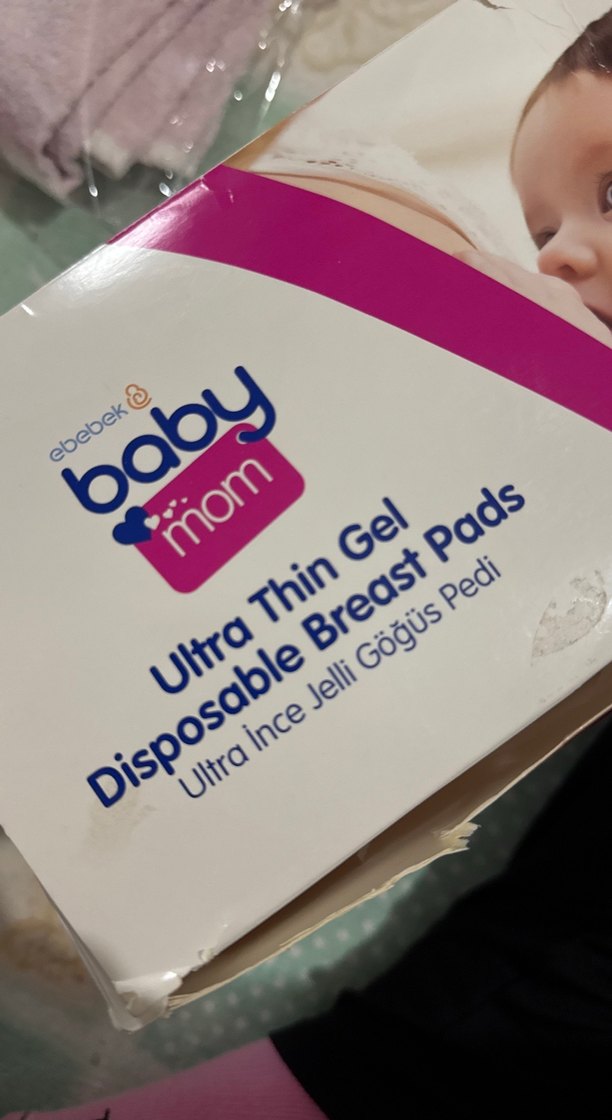 ebebek
baby
mom
Ultra Thin Gel
Disposable Breast Pads
Ultra İnce Jelli Göğüs Pedi